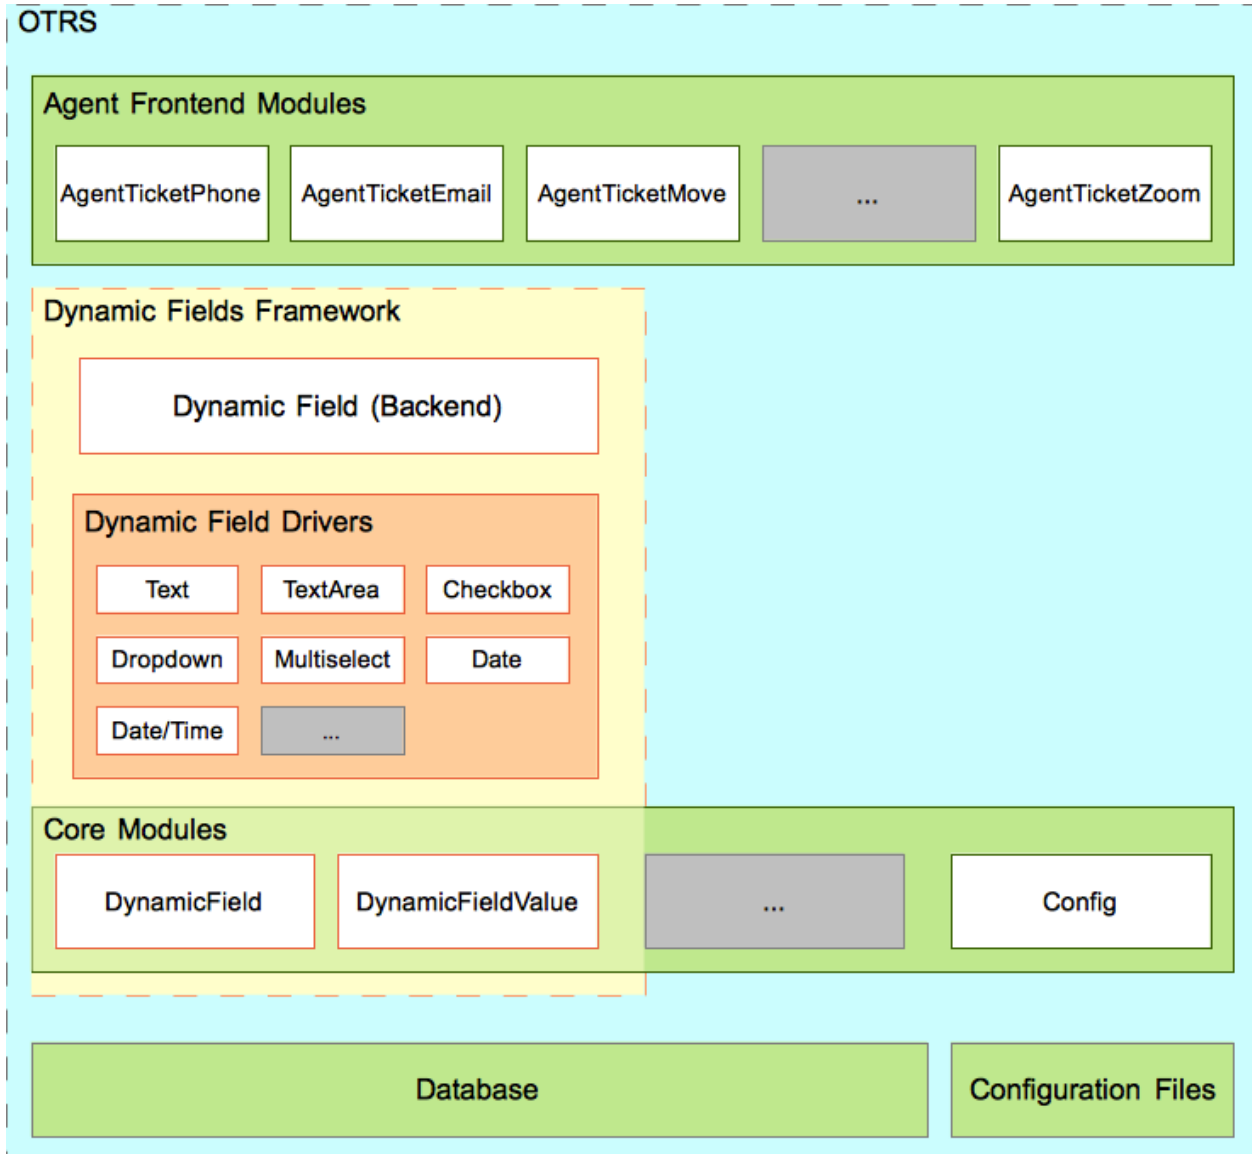 OTRS
Agent Frontend Modules
AgentTicketPhone
AgentTicketEmail
AgentTicketMove
...
AgentTicketZoom
Dynamic Fields Framework
Dynamic Field (Backend)
Dynamic Field Drivers
Text
TextArea
Checkbox
Dropdown
Multiselect
Date
Date/Time
...
Core Modules
DynamicField
DynamicFieldValue
...
Config
Database
Configuration Files